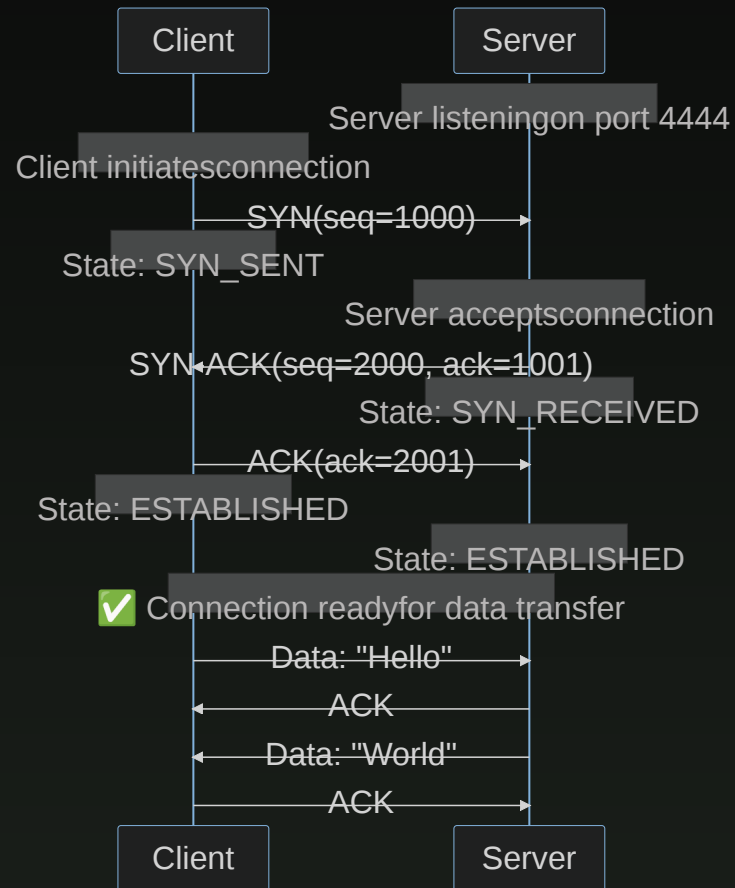 Client Server
Server listeningon port 4444
Client initiatesconnection
SYN(seq=1000)
State: SYN_SENT
Server acceptsconnection
SYN-ACK(seq=2000, ack=1001)
State: SYN_RECEIVED
ACK(ack=2001)
State: ESTABLISHED
State: ESTABLISHED
✅ Connection readyfor data transfer
Data: "Hello"
ACK
Data: "World"
ACK
Client Server